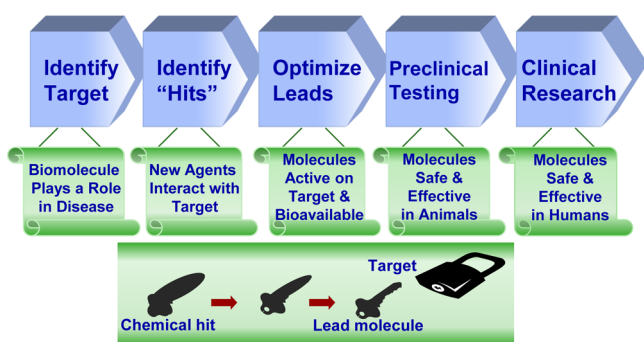 Identify
Target
Identify
“Hits”
Optimize
Leads
Preclinical
Testing
Clinical
Research
Biomolecule
Plays a Role
in Disease
New Agents
Interact with
Target
Molecules
Active on
Target &
Bioavailable
Molecules
Safe &
Effective
in Animals
Molecules
Safe &
Effective
in Humans
Target
Chemical hit
Lead molecule